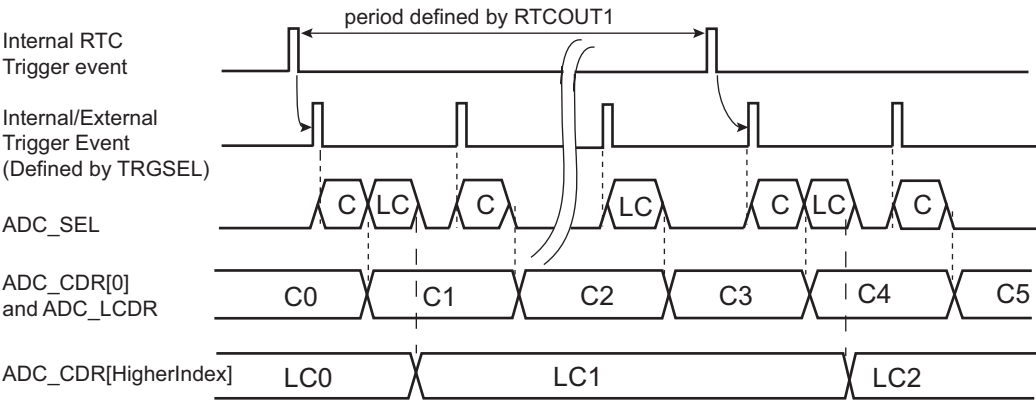 period defined by RTCOUT1
Internal RTC
Trigger event
Internal/External
Trigger Event
(Defined by TRGSEL)
ADC_SEL
C LC C LC C LC C
ADC_CDR[0]
and ADC_LCDR
C0 C1 C2 C3 C4 C5
ADC_CDR[HigherIndex]
LC0 LC1 LC2